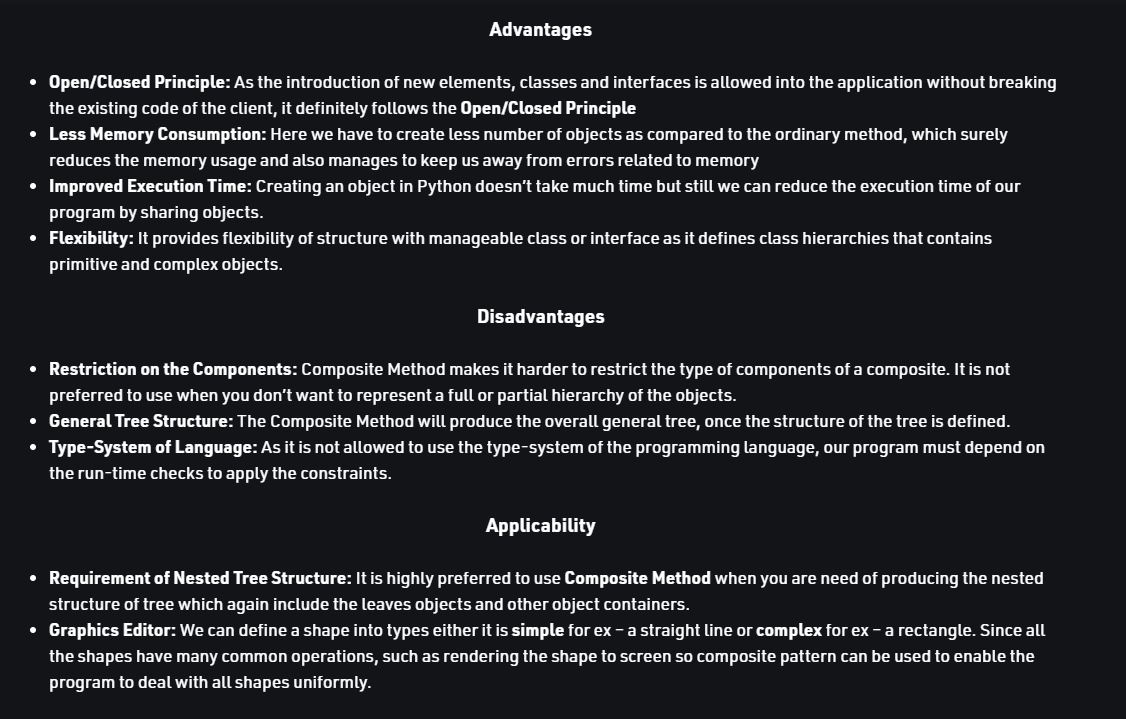 Advantages
• Open/Closed Principle: As the introduction of new elements, classes and interfaces is allowed into the application without breaking
the existing code of the client, it definitely follows the Open/Closed Principle
• Less Memory Consumption: Here we have to create less number of objects as compared to the ordinary method, which surely
reduces the memory usage and also manages to keep us away from errors related to memory
• Improved Execution Time: Creating an object in Python doesn’t take much time but still we can reduce the execution time of our
program by sharing objects.
• Flexibility: It provides flexibility of structure with manageable class or interface as it defines class hierarchies that contains
primitive and complex objects.
Disadvantages
• Restriction on the Components: Composite Method makes it harder to restrict the type of components of a composite. It is not
preferred to use when you don’t want to represent a full or partial hierarchy of the objects.
• General Tree Structure: The Composite Method will produce the overall general tree, once the structure of the tree is defined.
• Type-System of Language: As it is not allowed to use the type-system of the programming language, our program must depend on
the run-time checks to apply the constraints.
Applicability
• Requirement of Nested Tree Structure: It is highly preferred to use Composite Method when you are need of producing the nested
structure of tree which again include the leaves objects and other object containers.
• Graphics Editor: We can define a shape into types either it is simple for ex – a straight line or complex for ex – a rectangle. Since all
the shapes have many common operations, such as rendering the shape to screen so composite pattern can be used to enable the
program to deal with all shapes uniformly.